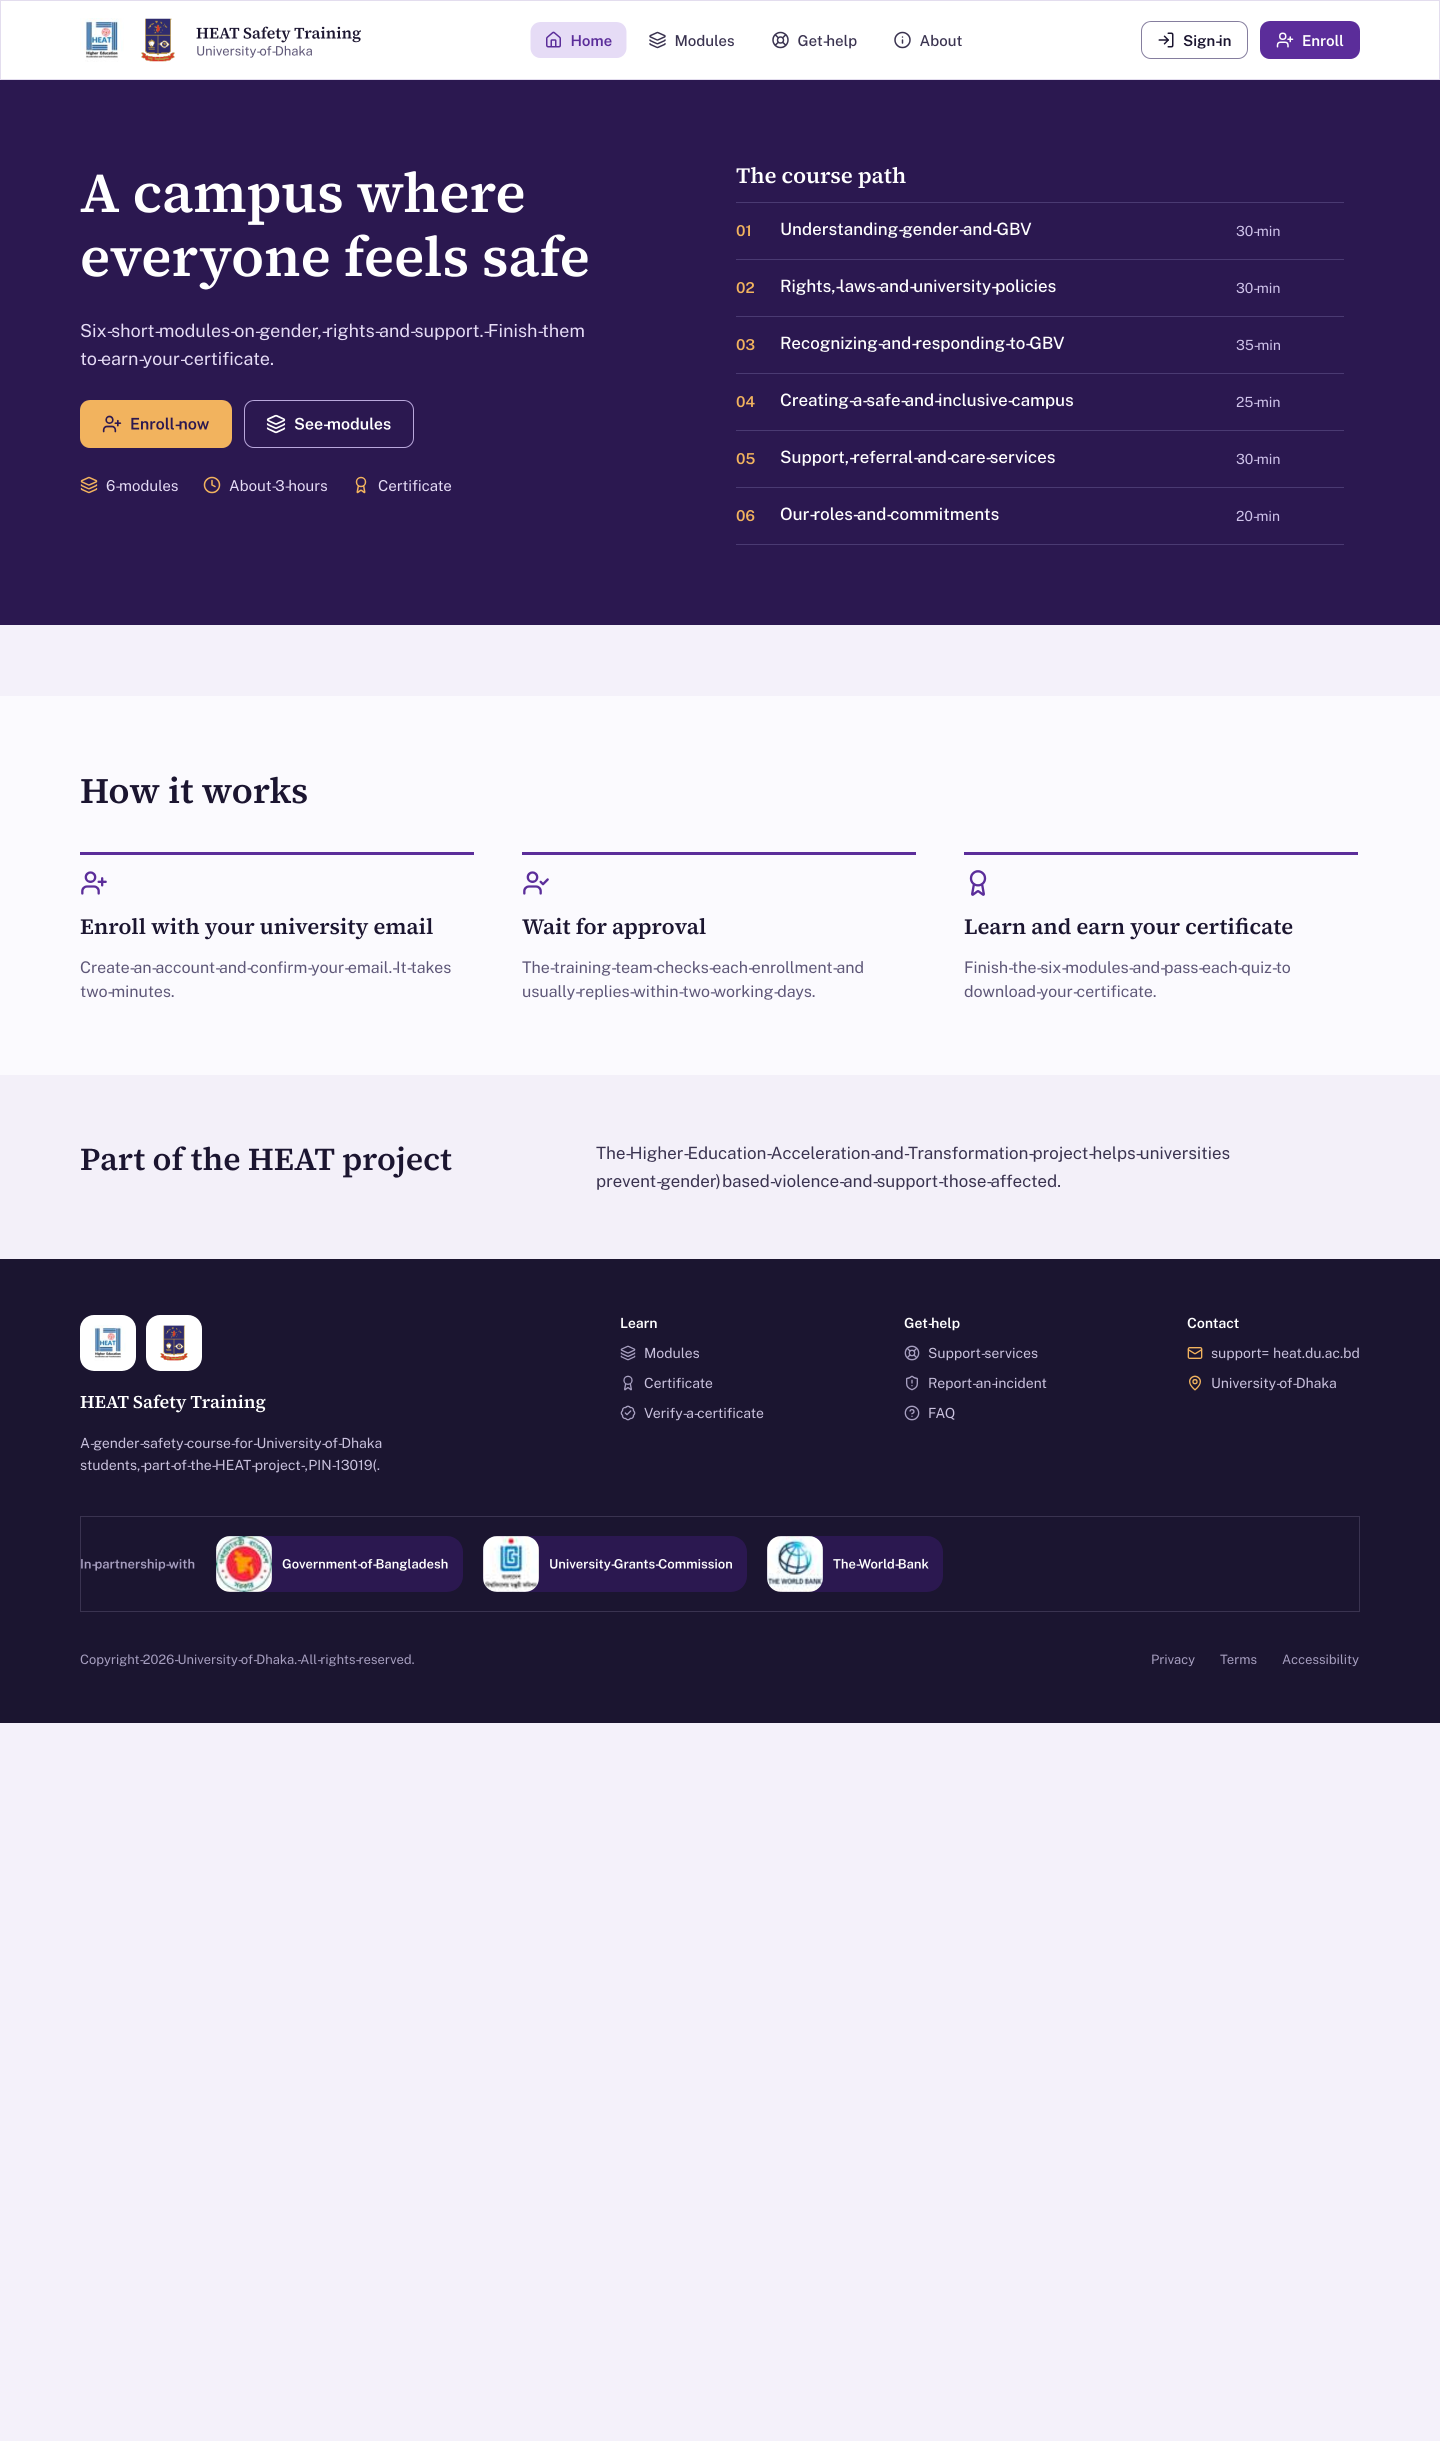 HEAT
Higher Education
HEAT Safety Training
University-of-Dhaka
Home
Modules
Get-help
About
Sign-in
Enroll
A campus where
everyone feels safe
Six-short-modules-on-gender,-rights-and-support.-Finish-them
to-earn-your-certificate.
Enroll-now
See-modules
6-modules
About-3-hours
Certificate
The course path
01 Understanding-gender-and-GBV 30-min
02 Rights,-laws-and-university-policies 30-min
03 Recognizing-and-responding-to-GBV 35-min
04 Creating-a-safe-and-inclusive-campus 25-min
05 Support,-referral-and-care-services 30-min
06 Our-roles-and-commitments 20-min
How it works
Enroll with your university email
Create-an-account-and-confirm-your-email.-It-takes
two-minutes.
Wait for approval
The-training-team-checks-each-enrollment-and
usually-replies-within-two-working-days.
Learn and earn your certificate
Finish-the-six-modules-and-pass-each-quiz-to
download-your-certificate.
Part of the HEAT project
The-Higher-Education-Acceleration-and-Transformation-project-helps-universities
prevent-gender)based-violence-and-support-those-affected.
HEAT
Higher Education
HEAT Safety Training
A-gender-safety-course-for-University-of-Dhaka
students,-part-of-the-HEAT-project-,PIN-13019(.
Learn
Modules
Certificate
Verify-a-certificate
Get-help
Support-services
Report-an-incident
FAQ
Contact
support= heat.du.ac.bd
University-of-Dhaka
In-partnership-with
Government-of-Bangladesh
University-Grants-Commission
THE WORLD BANK
The-World-Bank
Copyright-2026-University-of-Dhaka.-All-rights-reserved.
Privacy
Terms
Accessibility